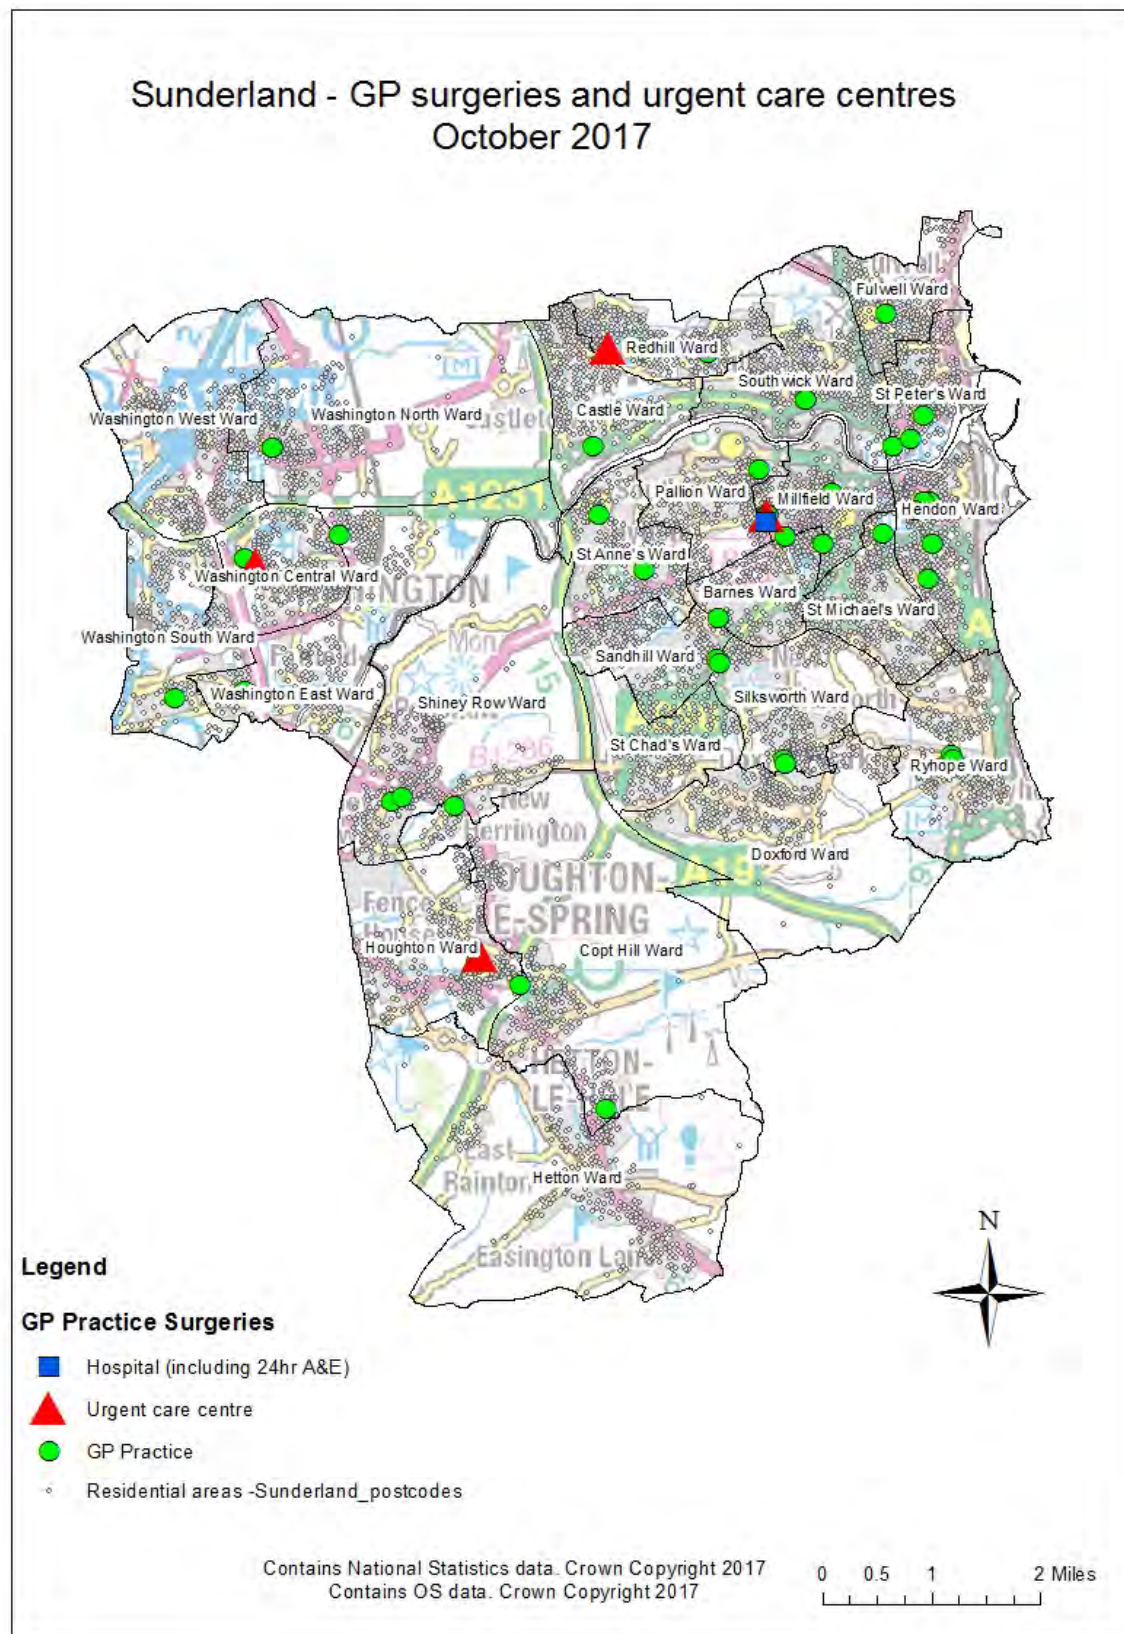 Sunderland - GP surgeries and urgent care centres
October 2017
Fulwell Ward
Redhill Ward
Southwick Ward
St Peter's Ward
Castle Ward
Washington West Ward
Washington North Ward
A1231
Pallion Ward
Millfield Ward
Hendon Ward
St Anne's Ward
Washington Central Ward
Barnes Ward
St Michael's Ward
Washington South Ward
Sandhill Ward
Washington East Ward
Shiney Row Ward
Silksworth Ward
St Chad's Ward
Ryhope Ward
New
Herrington
Doxford Ward
A19
Fence
LE-SPRING
Houghton Ward
Copt Hill Ward
HETTON-
East
Hetton Ward
Easington Lane
N
Legend
GP Practice Surgeries
Hospital (including 24hr A&E)
Urgent care centre
GP Practice
Residential areas -Sunderland_postcodes
Contains National Statistics data. Crown Copyright 2017
Contains OS data. Crown Copyright 2017
0 0.5 1 2 Miles